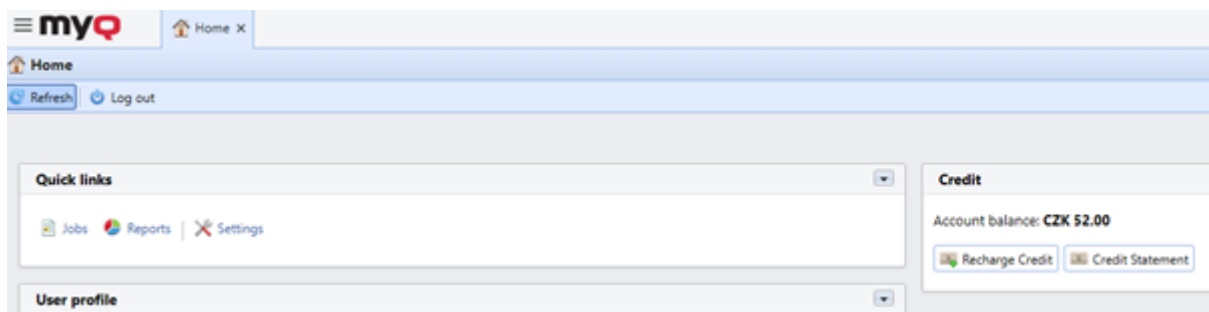 myQ
Home x
Home
Refresh Log out
Quick links
Jobs Reports | Settings
User profile
Credit
Account balance: CZK 52.00
Recharge Credit Credit Statement